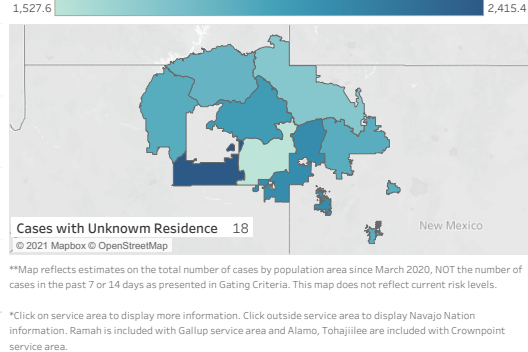 1,527.6 2,415.4
New Mexico
Cases with Unknowm Residence 18
© 2021 Mapbox © OpenStreetMap
**Map reflects estimates on the total number of cases by population area since March 2020, NOT the number of
cases in the past 7 or 14 days as presented in Gating Criteria. This map does not reflect current risk levels.
*Click on service area to display more information. Click outside service area to display Navajo Nation
information. Ramah is included with Gallup service area and Alamo, Tohajiilee are included with Crownpoint
service area.